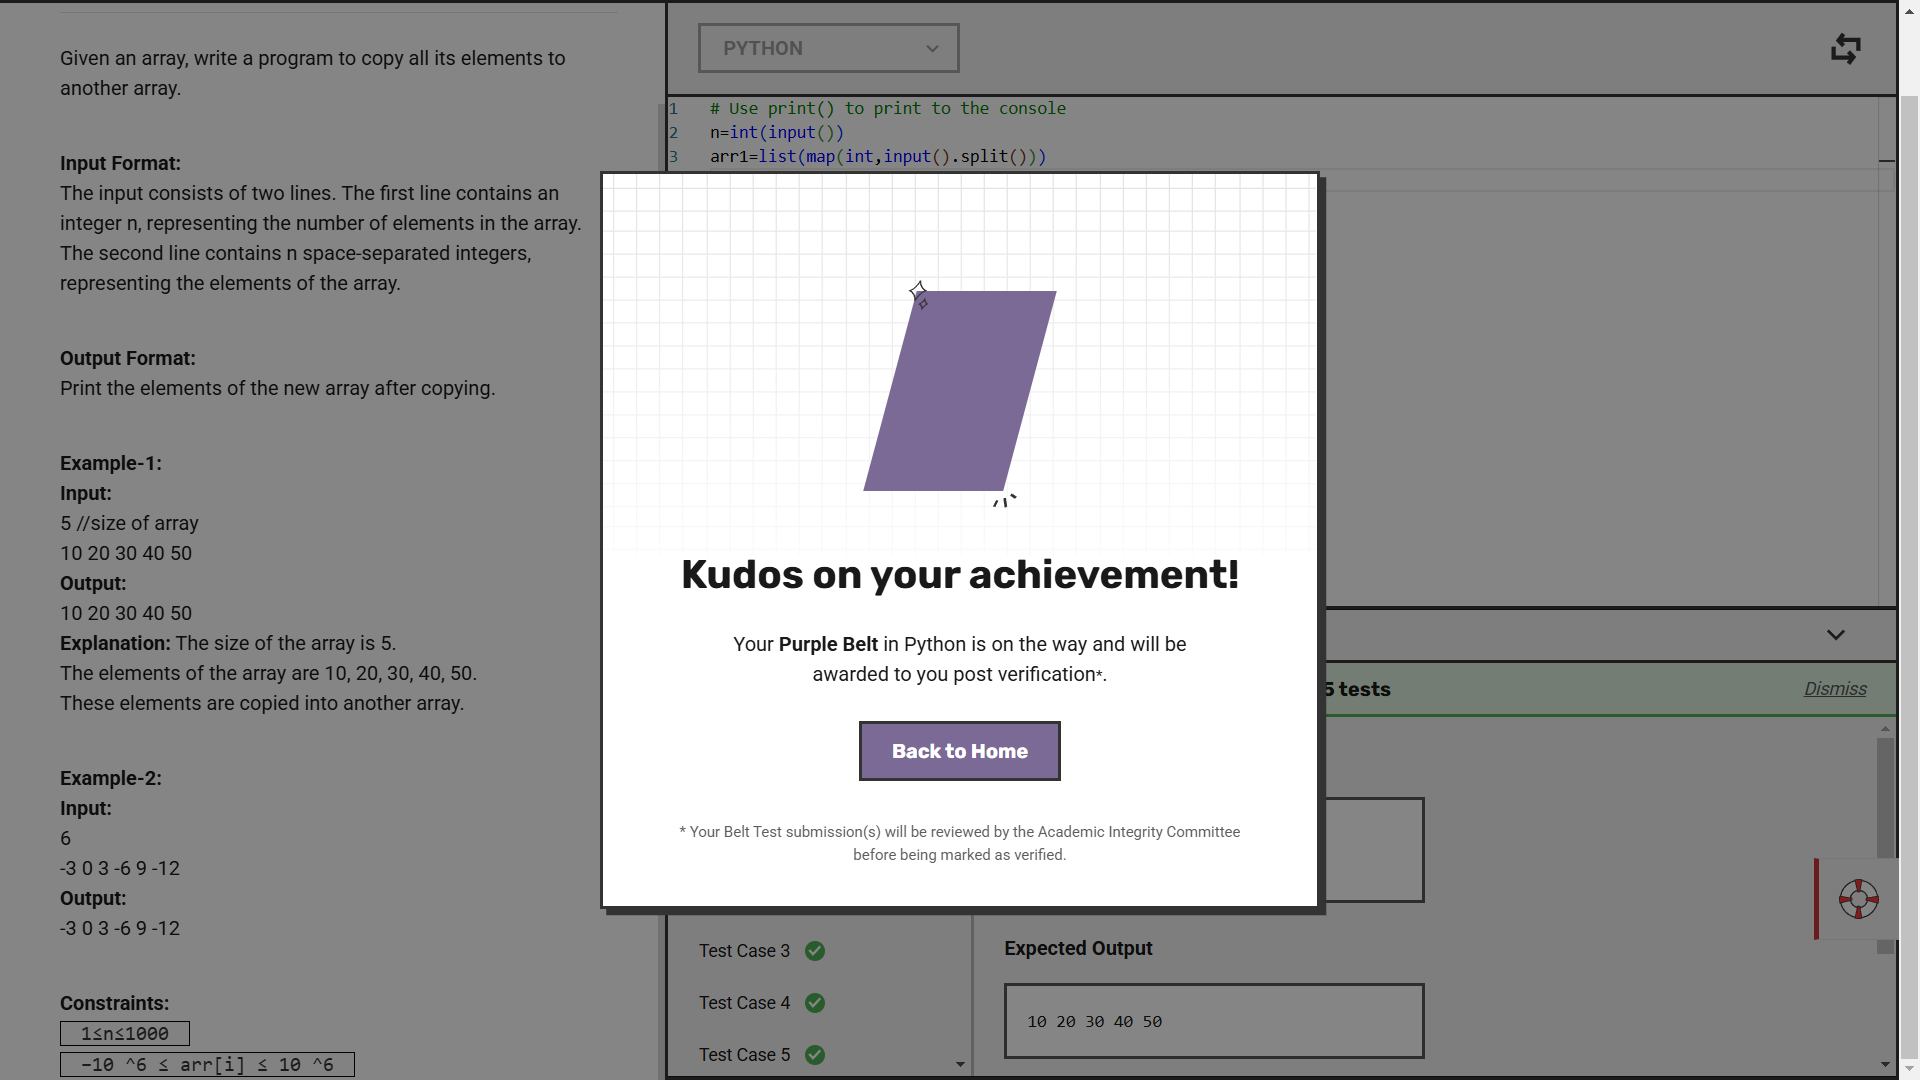 Given an array, write a program to copy all its elements to
another array.
Input Format:
The input consists of two lines. The first line contains an
integer n, representing the number of elements in the array.
The second line contains n space-separated integers,
representing the elements of the array.
Output Format:
Print the elements of the new array after copying.
Example-1:
Input:
5 //size of array
10 20 30 40 50
Output:
10 20 30 40 50
Explanation: The size of the array is 5.
The elements of the array are 10, 20, 30, 40, 50.
These elements are copied into another array.
Example-2:
Input:
6
-3 0 3 -6 9 -12
Output:
-3 0 3 -6 9 -12
Constraints:
1≤n≤1000
−10 ^6 ≤ arr[i] ≤ 10 ^6
PYTHON
1 # Use print() to print to the console
2 n=int(input())
3 arr1=list(map(int,input().split()))
Kudos on your achievement!
Your Purple Belt in Python is on the way and will be
awarded to you post verification*.
Back to Home
* Your Belt Test submission(s) will be reviewed by the Academic Integrity Committee
before being marked as verified.
5 tests
Dismiss
Test Case 3
Test Case 4
Test Case 5
Expected Output
10 20 30 40 50